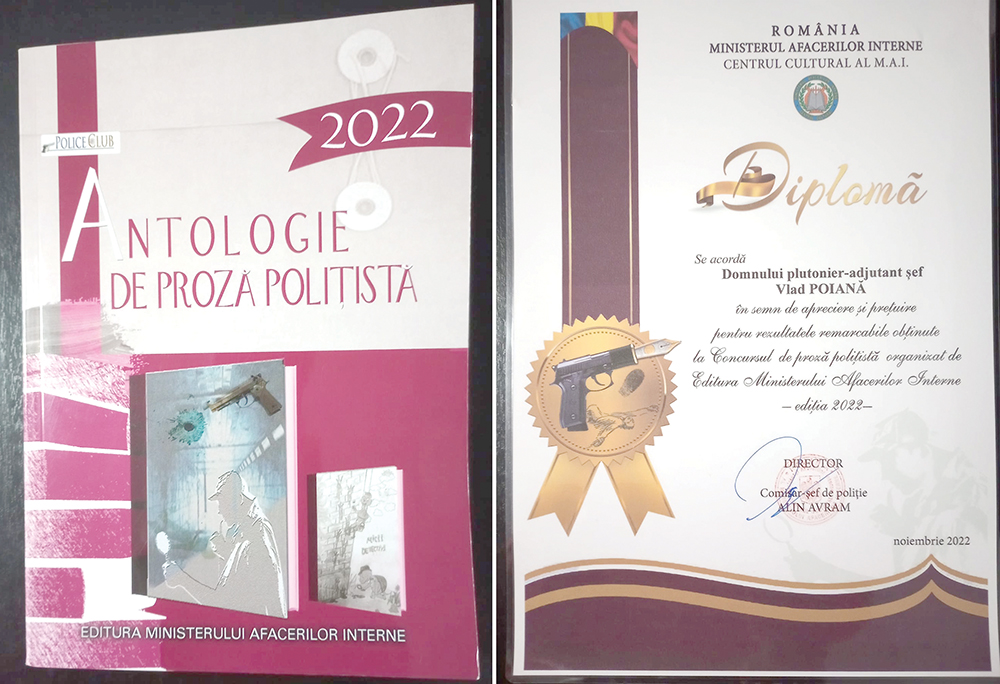 2022
POLICE CLUB
ANTOLOGIE
DE PROZĂ POLIȚISTĂ
EDITURA MINISTERULUI AFACERILOR INTERNE
ROMÂNIA
MINISTERUL AFACERILOR INTERNE
CENTRUL CULTURAL AL M.A.I.
Diplomă
Se acordă
Domnului plutonier-adjutant șef
Vlad POIANĂ
în semn de apreciere și prețuire
pentru rezultatele remarcabile obținute
la Concursul de proză polițistă organizat de
Editura Ministerului Afacerilor Interne
– ediția 2022–
DIRECTOR
Comisar-șef de poliție
ALIN AVRAM
noiembrie 2022